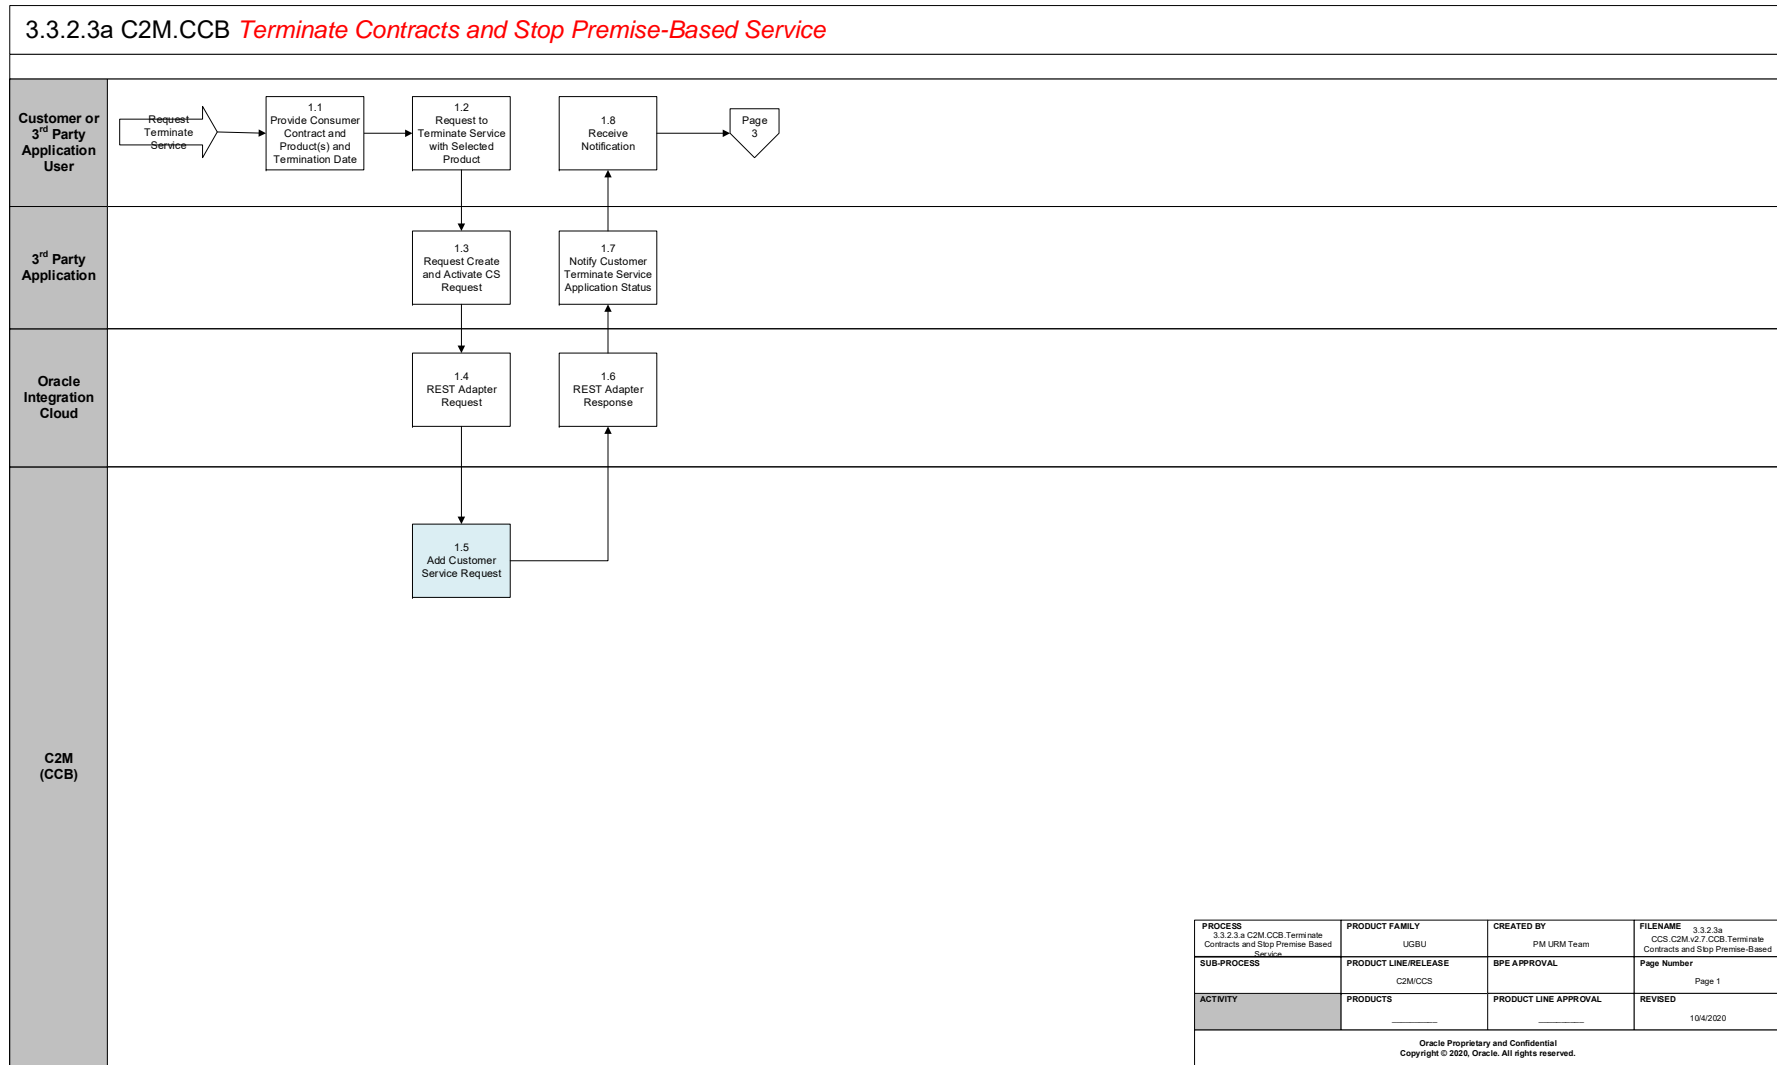 3.3.2.3a C2M.CCB Terminate Contracts and Stop Premise-Based Service
Customer or
3rd Party
Application
User
Request
Terminate
Service
1.1
Provide Consumer
Contract and
Product(s) and
Termination Date
1.2
Request to
Terminate Service
with Selected
Product
1.8
Receive
Notification
Page
3
3rd Party
Application
1.3
Request Create
and Activate CS
Request
1.7
Notify Customer
Terminate Service
Application Status
Oracle
Integration
Cloud
1.4
REST Adapter
Request
1.6
REST Adapter
Response
C2M
(CCB)
1.5
Add Customer
Service Request
PROCESS
3.3.2.3.a C2M.CCB.Terminate
Contracts and Stop Premise Based
Service
PRODUCT FAMILY
UGBU
CREATED BY
PM URM Team
FILENAME
3.3.2.3a
CCS.C2M.v2.7.CCB.Terminate
Contracts and Stop Premise-Based
SUB-PROCESS
PRODUCT LINE/RELEASE
C2M/CCS
BPE APPROVAL
Page Number
Page 1
ACTIVITY
PRODUCTS
PRODUCT LINE APPROVAL
REVISED
10/4/2020
Oracle Proprietary and Confidential
Copyright © 2020, Oracle. All rights reserved.